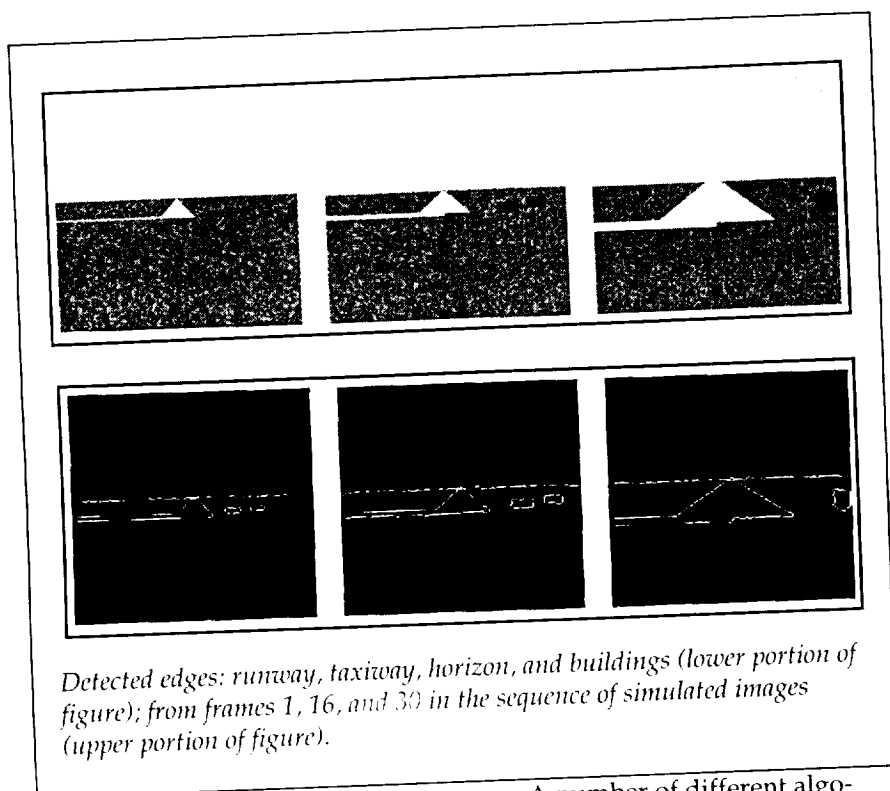 Detected edges: runway, taxiway, horizon, and buildings (lower portion of
figure); from frames 1, 16, and 30 in the sequence of simulated images
(upper portion of figure).
A number of different algo-